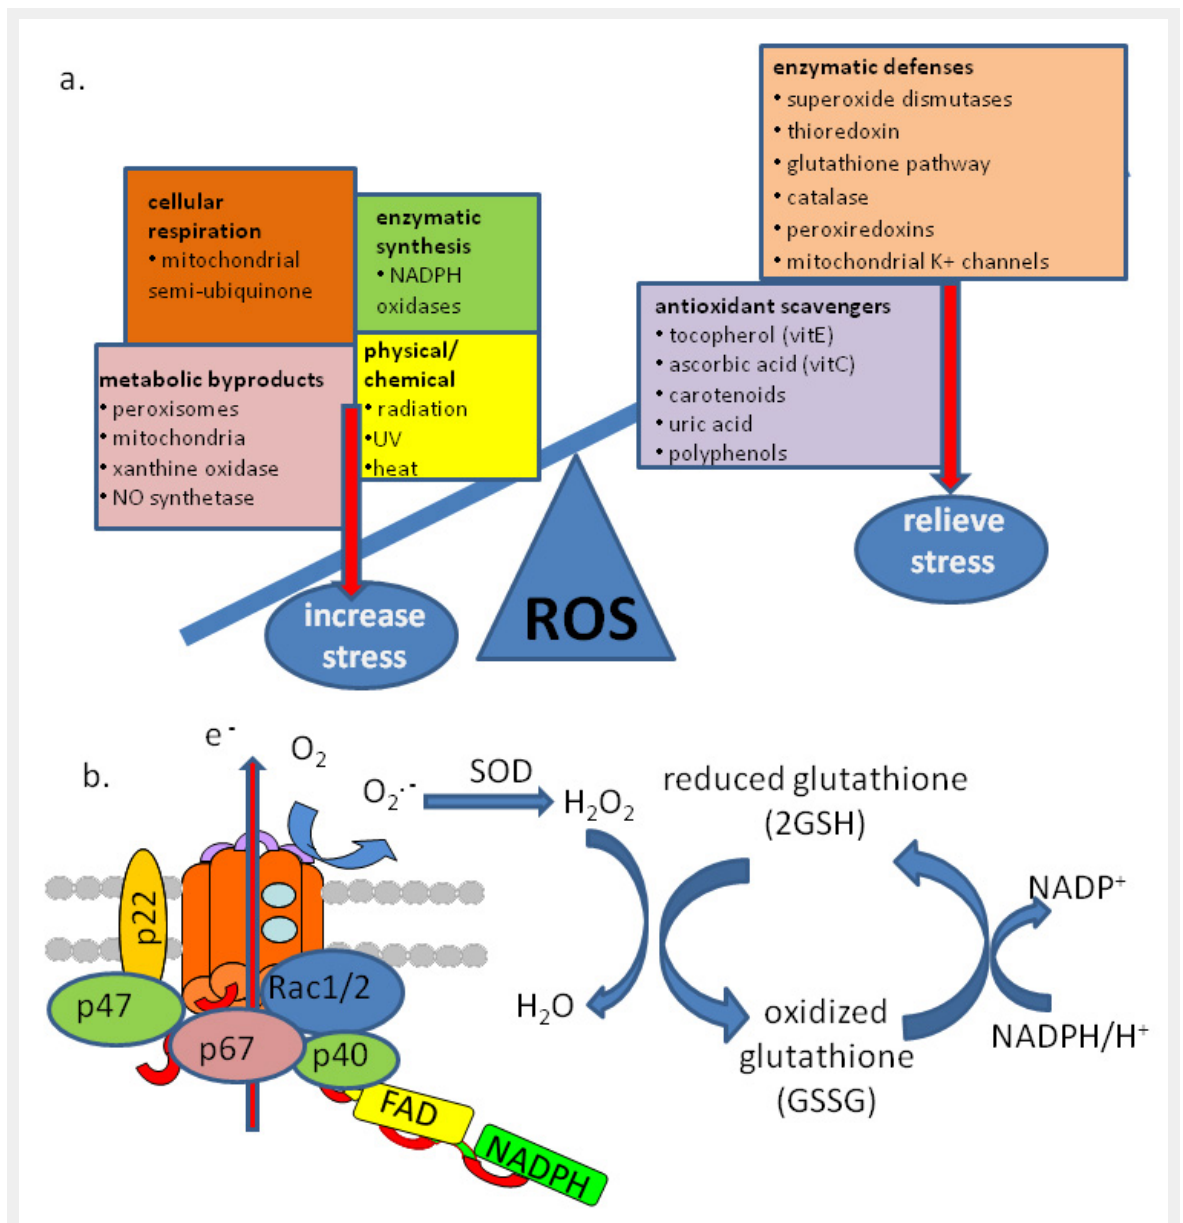 a.
cellular
respiration
• mitochondrial
semi-ubiquinone
enzymatic
synthesis
• NADPH
oxidases
metabolic byproducts
• peroxisomes
• mitochondria
• xanthine oxidase
• NO synthetase
physical/
chemical
• radiation
•UV
•heat
enzymatic defenses
• superoxide dismutases
• thioredoxin
• glutathione pathway
• catalase
• peroxiredoxins
• mitochondrial K+ channels
antioxidant scavengers
• tocopherol (vitE)
• ascorbic acid (vitC)
• carotenoids
• uric acid
• polyphenols
increase
stress
ROS
relieve
stress
b.
e⁻
O₂
O₂·⁻
SOD
H₂O₂
reduced glutathione
(2GSH)
NADP⁺
p22
p47
Rac1/2
p67
p40
FAD
NADPH
H₂O
oxidized
glutathione
(GSSG)
NADPH/H⁺